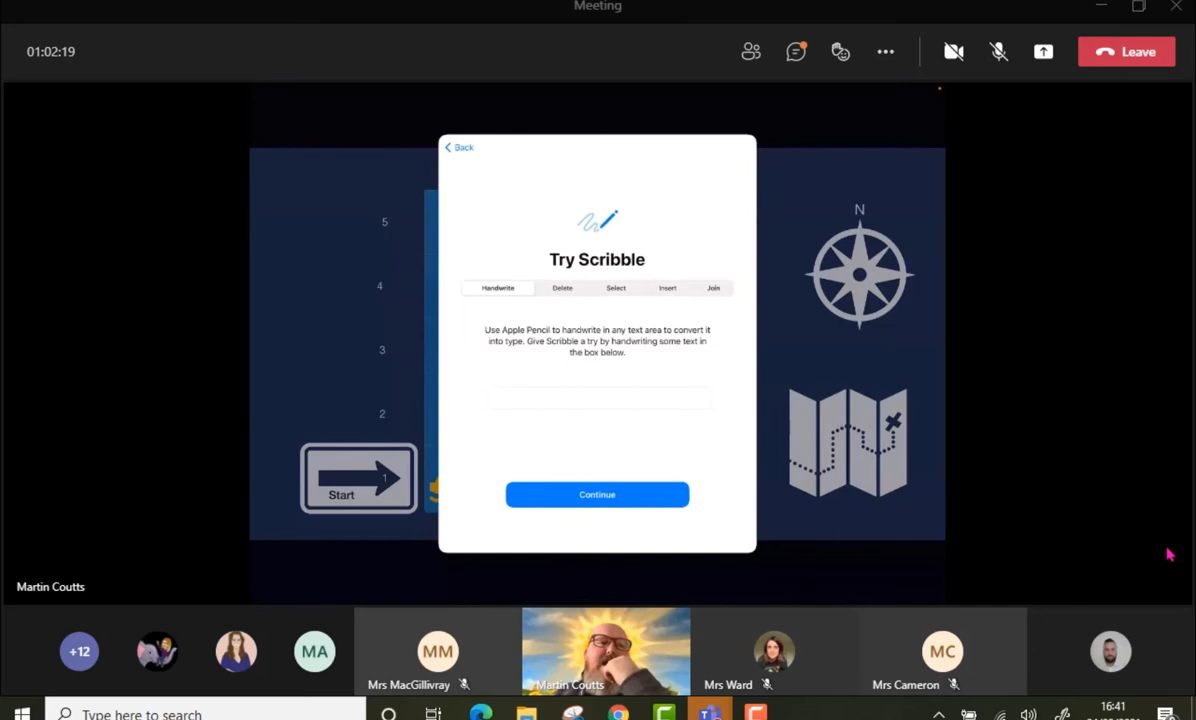 Meeting
01:02:19
Leave
Back
5
N
Try Scribble
Handwrite Delete Select Insert Join
4
Use Apple Pencil to handwrite in any text area to convert it
into type. Give Scribble a try by handwriting some text in
the box below.
3
2
1
Start
Continue
Martin Coutts
+12
MA
MM
MC
Mrs MacGillivray
Martin Coutts
Mrs Ward
Mrs Cameron
Type here to search
16:41